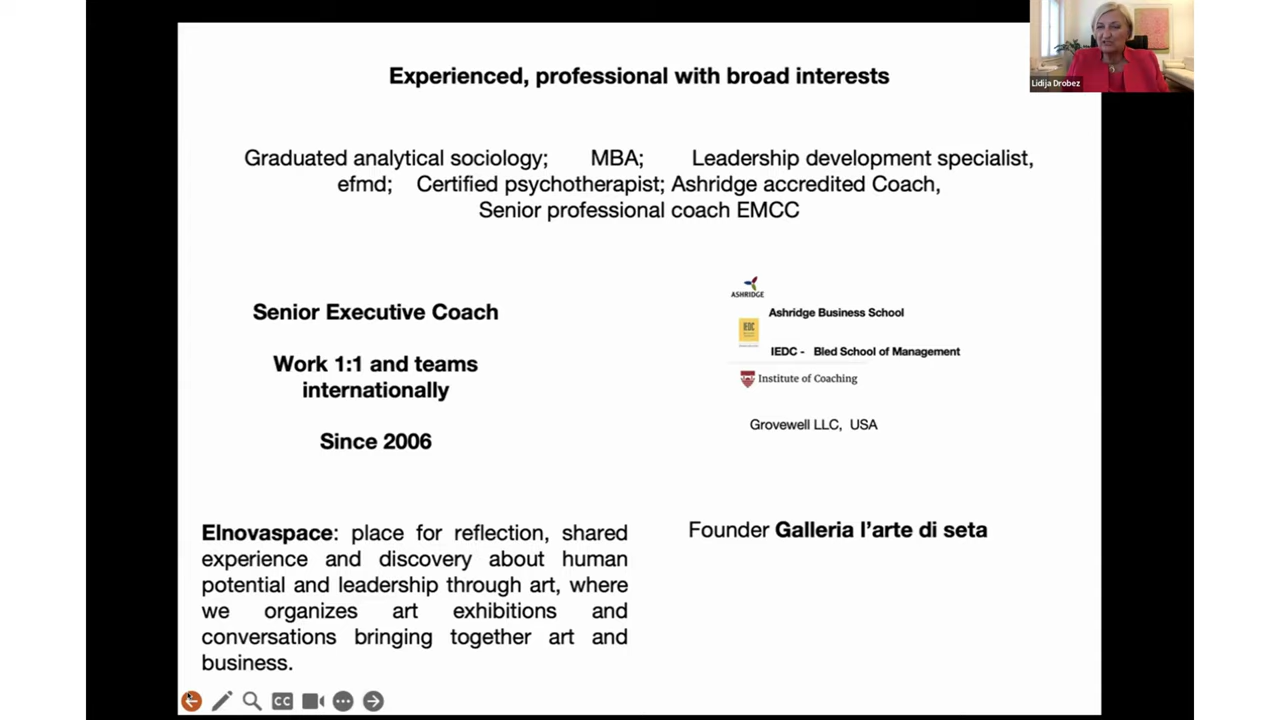 Lidija Drobez
Experienced, professional with broad interests
Graduated analytical sociology; MBA; Leadership development specialist,
efmd; Certified psychotherapist; Ashridge accredited Coach,
Senior professional coach EMCC
Senior Executive Coach
Work 1:1 and teams
internationally
Since 2006
ASHRIDGE
Ashridge Business School
IEDC
IEDC - Bled School of Management
Institute of Coaching
Grovewell LLC, USA
Elnovaspace: place for reflection, shared
experience and discovery about human
potential and leadership through art, where
we organizes art exhibitions and
conversations bringing together art and
business.
Founder Galleria l’arte di seta
CC